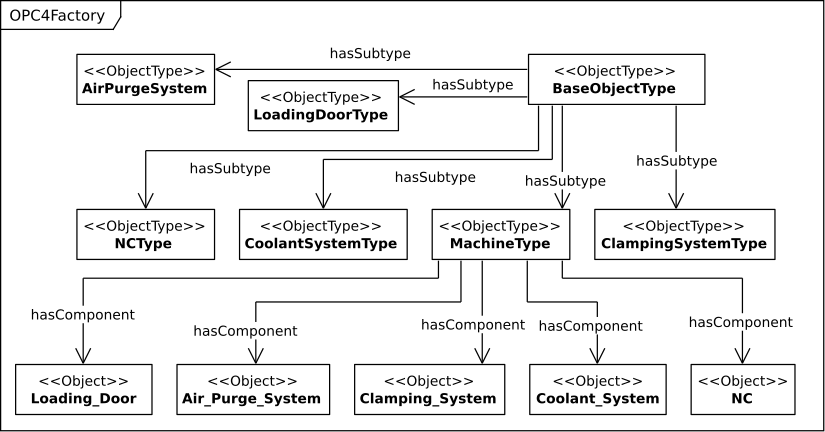 OPC4Factory
hasSubtype
<<ObjectType>>
AirPurgeSystem
<<ObjectType>>
BaseObjectType
hasSubtype
<<ObjectType>>
LoadingDoorType
hasSubtype
hasSubtype
hasSubtype
hasSubtype
<<ObjectType>>
NCType
<<ObjectType>>
CoolantSystemType
<<ObjectType>>
MachineType
<<ObjectType>>
ClampingSystemType
hasComponent
hasComponent
hasComponent
hasComponent
hasComponent
<<Object>>
Loading_Door
<<Object>>
Air_Purge_System
<<Object>>
Clamping_System
<<Object>>
Coolant_System
<<Object>>
NC